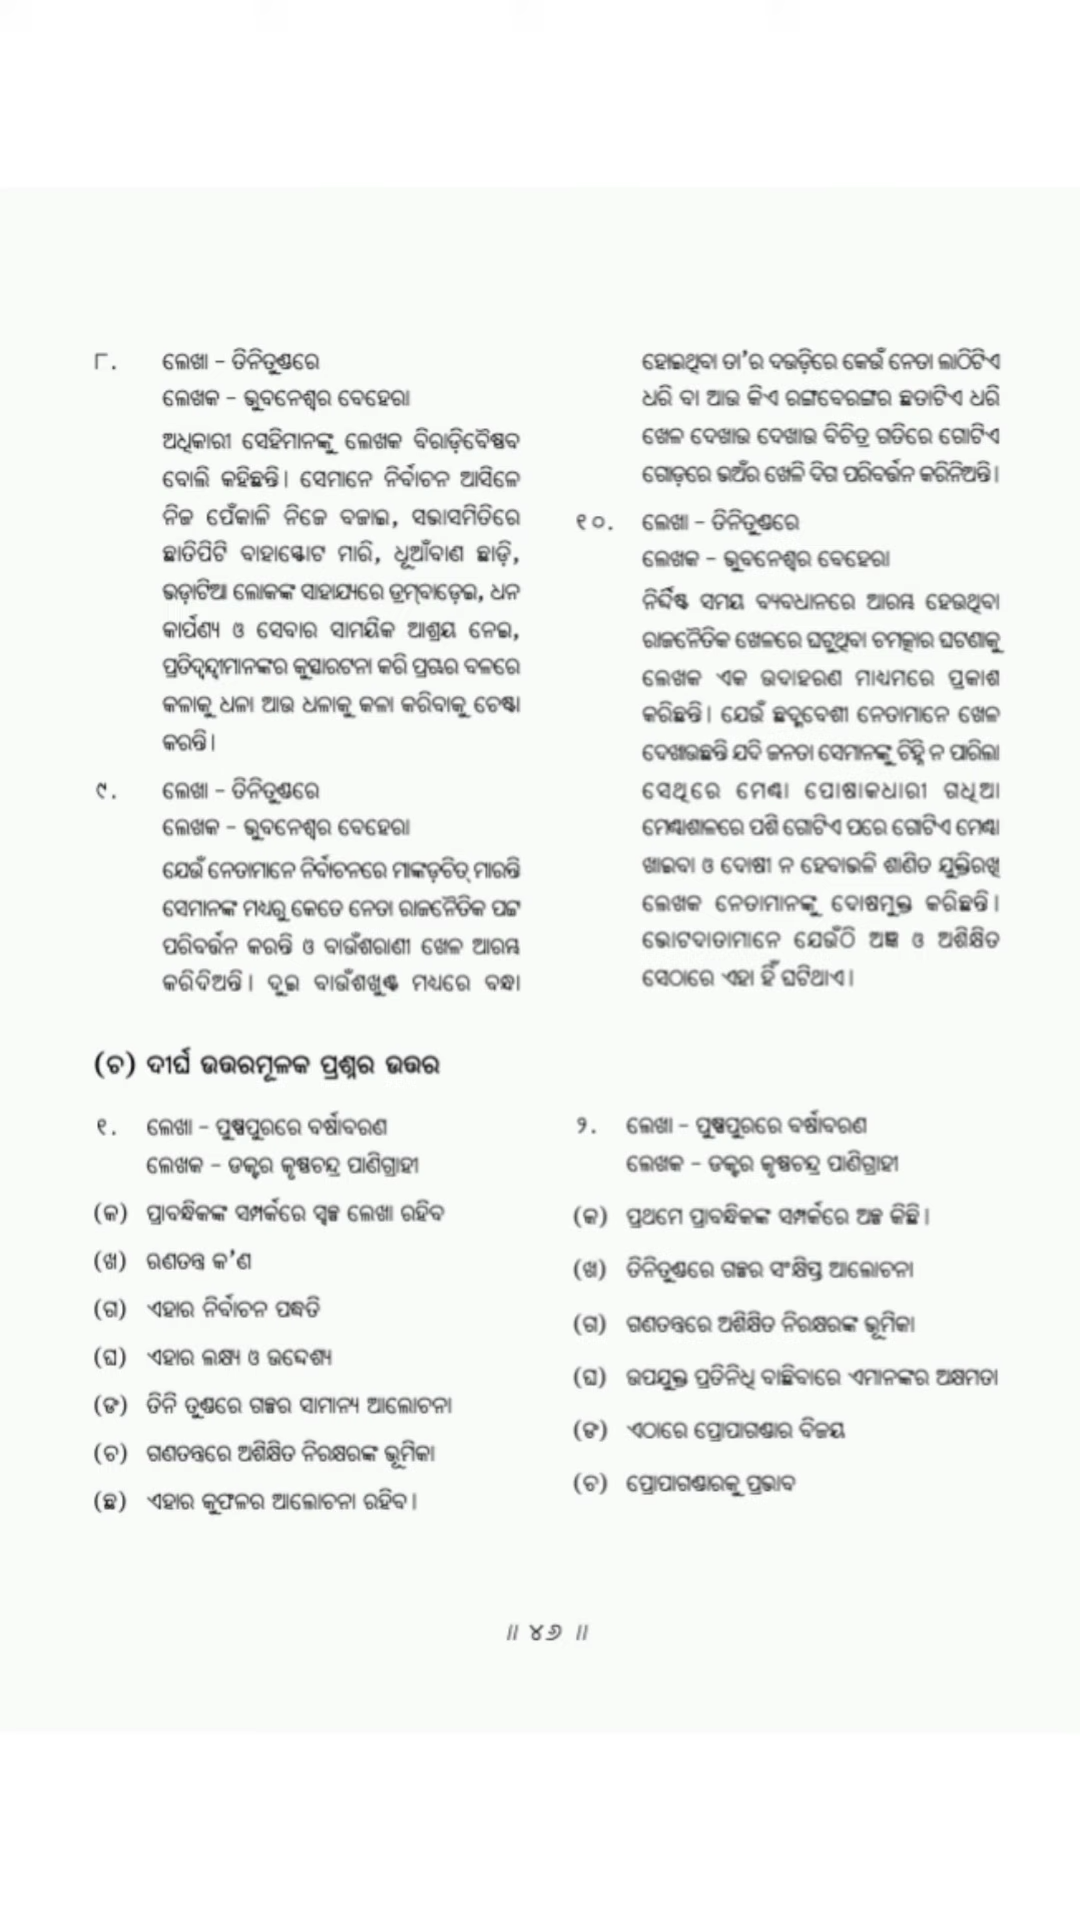 ୮. ଲେଖା – ତିନିତୁଣ୍ଡରେ
ଲେଖକ – ଭୁବନେଶ୍ୱର ବେହେରା
ଅଧିକାରୀ ସେହିମାନଙ୍କୁ ଲେଖକ ବିରାଡ଼ିବୈଷ୍ଣବ
ବୋଲି କହିଛନ୍ତି। ସେମାନେ ନିର୍ବାଚନ ଆସିଳେ
ନିଜ ପେଁକାଳି ନିଜେ ବଜାଇ, ସଭାସମିତିରେ
ଛାତିପିଟି ବାହାସ୍ଫୋଟ ମାରି, ଧୂଆଁବାଣ ଛାଡ଼ି,
ଭଡ଼ାଟିଆ ଲୋକଙ୍କ ସାହାଯ୍ୟରେ ଡ୍ରମ୍‌ବାଡ଼େଇ, ଧନ
କାର୍ପଣ୍ୟ ଓ ସେବାର ସାମୟିକ ଆଶ୍ରୟ ନେଇ,
ପ୍ରତିଦ୍ୱନ୍ଦ୍ୱୀମାନଙ୍କର କୁତ୍ସାରଟନା କରି ପ୍ରଚାର ବଳରେ
କଳାକୁ ଧଳା ଆଉ ଧଳାକୁ କଳା କରିବାକୁ ଚେଷ୍ଟା
କରନ୍ତି।
୯. ଲେଖା – ତିନିତୁଣ୍ଡରେ
ଲେଖକ – ଭୁବନେଶ୍ୱର ବେହେରା
ଯେଉଁ ନେତାମାନେ ନିର୍ବାଚନରେ ମାଙ୍କଡ଼ଚିତ୍ ମାରନ୍ତି
ସେମାନଙ୍କ ମଧ୍ୟରୁ କେତେ ନେତା ରାଜନୈତିକ ପଟ୍ଟ
ପରିବର୍ତ୍ତନ କରନ୍ତି ଓ ବାଉଁଶରାଣୀ ଖେଳ ଆରମ୍ଭ
କରିଦିଅନ୍ତି। ଦୁଇ ବାଉଁଶଖୁଣ୍ଟ ମଧ୍ୟରେ ବନ୍ଧା
ହୋଇଥିବା ତା'ର ଦଉଡ଼ିରେ କେଉଁ ନେତା ଲାଠିଟିଏ
ଧରି ବା ଆଉ କିଏ ରଙ୍ଗବେରଙ୍ଗର ଛତାଟିଏ ଧରି
ଖେଳ ଦେଖାଉ ଦେଖାଉ ବିଚିତ୍ର ଗତିରେ ଗୋଟିଏ
ଗୋଡ଼ରେ ଭଅଁର ଖେଳି ଦିଗ ପରିବର୍ତ୍ତନ କରିନିଅନ୍ତି।
୧୦. ଲେଖା – ତିନିତୁଣ୍ଡରେ
ଲେଖକ – ଭୁବନେଶ୍ୱର ବେହେରା
ନିର୍ଦ୍ଦିଷ୍ଟ ସମୟ ବ୍ୟବଧାନରେ ଆରମ୍ଭ ହେଉଥିବା
ରାଜନୈତିକ ଖେଳରେ ଘଟୁଥିବା ଚମତ୍କାର ଘଟଣାକୁ
ଲେଖକ ଏକ ଉଦାହରଣ ମାଧ୍ୟମରେ ପ୍ରକାଶ
କରିଛନ୍ତି। ଯେଉଁ ଛଦ୍ମବେଶୀ ନେତାମାନେ ଖେଳ
ଦେଖାଉଛନ୍ତି ଯଦି ଜନତା ସେମାନଙ୍କୁ ଚିହ୍ନି ନ ପାରିଲା
ସେଥିରେ ମେଣ୍ଢା ପୋଷାକଧାରୀ ଗଧିଆ
ମେଣ୍ଢାଶାଳରେ ପଶି ଗୋଟିଏ ପରେ ଗୋଟିଏ ମେଣ୍ଢା
ଖାଇବା ଓ ଦୋଷୀ ନ ହେବାଭଳି ଶାଣିତ ଯୁକ୍ତିରଖି
ଲେଖକ ନେତାମାନଙ୍କୁ ଦୋଷମୁକ୍ତ କରିଛନ୍ତି।
ଭୋଟଦାତାମାନେ ଯେଉଁଠି ଅଜ୍ଞ ଓ ଅଶିକ୍ଷିତ
ସେଠାରେ ଏହା ହିଁ ଘଟିଥାଏ।
(ଚ) ଦୀର୍ଘ ଉତ୍ତରମୂଳକ ପ୍ରଶ୍ନର ଉତ୍ତର
୧. ଲେଖା – ପୁଷ୍ପପୁରରେ ବର୍ଷାବରଣ
ଲେଖକ – ଡକ୍ଟର କୃଷ୍ଣଚନ୍ଦ୍ର ପାଣିଗ୍ରାହୀ
(କ) ପ୍ରାବନ୍ଧିକଙ୍କ ସମ୍ପର୍କରେ ସ୍ୱଳ୍ପ ଲେଖା ରହିବ
(ଖ) ରଣତନ୍ତ୍ର କ'ଣ
(ଗ) ଏହାର ନିର୍ବାଚନ ପଦ୍ଧତି
(ଘ) ଏହାର ଲକ୍ଷ୍ୟ ଓ ଉଦ୍ଦେଶ୍ୟ
(ଙ) ତିନି ତୁଣ୍ଡରେ ଗଳ୍ପର ସାମାନ୍ୟ ଆଲୋଚନା
(ଚ) ଗଣତନ୍ତ୍ରରେ ଅଶିକ୍ଷିତ ନିରକ୍ଷରଙ୍କ ଭୂମିକା
(ଛ) ଏହାର କୁଫଳର ଆଲୋଚନା ରହିବ।
୨. ଲେଖା – ପୁଷ୍ପପୁରରେ ବର୍ଷାବରଣ
ଲେଖକ – ଡକ୍ଟର କୃଷ୍ଣଚନ୍ଦ୍ର ପାଣିଗ୍ରାହୀ
(କ) ପ୍ରଥମେ ପ୍ରାବନ୍ଧିକଙ୍କ ସମ୍ପର୍କରେ ଅଳ୍ପ କିଛି।
(ଖ) ତିନିତୁଣ୍ଡରେ ଗଳ୍ପର ସଂକ୍ଷିପ୍ତ ଆଲୋଚନା
(ଗ) ଗଣତନ୍ତ୍ରରେ ଅଶିକ୍ଷିତ ନିରକ୍ଷରଙ୍କ ଭୂମିକା
(ଘ) ଉପଯୁକ୍ତ ପ୍ରତିନିଧି ବାଛିବାରେ ଏମାନଙ୍କର ଅକ୍ଷମତା
(ଙ) ଏଠାରେ ପ୍ରୋପାଗଣ୍ଡାର ବିଜୟ
(ଚ) ପ୍ରୋପାଗଣ୍ଡାରକୁ ପ୍ରଭାବ
॥ ୪୬ ॥